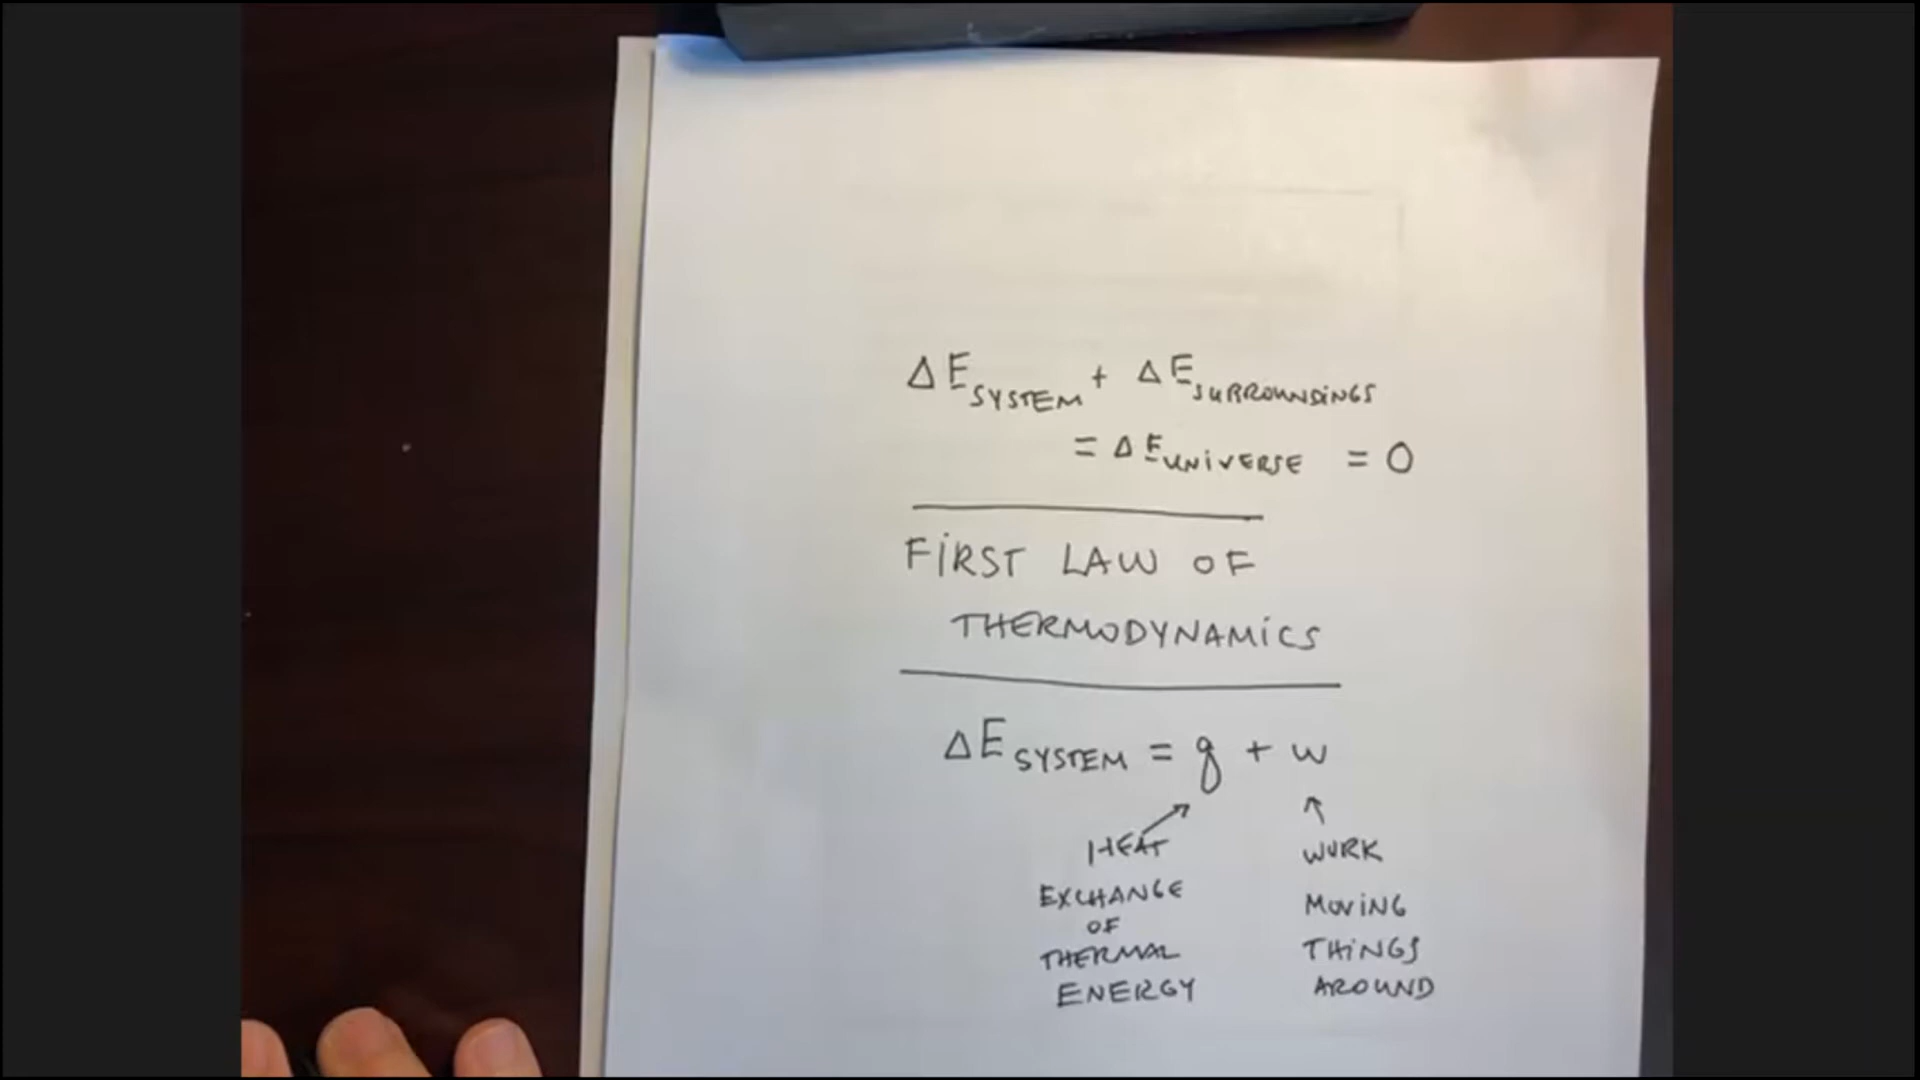 ΔE SYSTEM + ΔE SURROUNDINGS
= ΔE UNIVERSE = 0
FiRST LAW OF
THERMODYNAMiCS
ΔE SYSTEM = q + w
HEAT WORK
EXCHANGE MOViNG
OF
THERMAL THiNGS
ENERGY AROUND